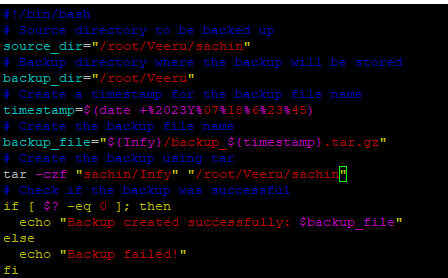 #!/bin/bash
# Source directory to be backed up
source_dir="/root/Veeru/sachin"
# Backup directory where the backup will be stored
backup_dir="/root/Veeru"
# Create a timestamp for the backup file name
timestamp=$(date +%2023Y%07%18%6%23%45)
# Create the backup file name
backup_file="${Infy}/backup_${timestamp}.tar.gz"
# Create the backup using tar
tar -czf "sachin/Infy" "/root/Veeru/sachin"
# Check if the backup was successful
if [ $? -eq 0 ]; then
  echo "Backup created successfully: $backup_file"
else
  echo "Backup failed!"
fi